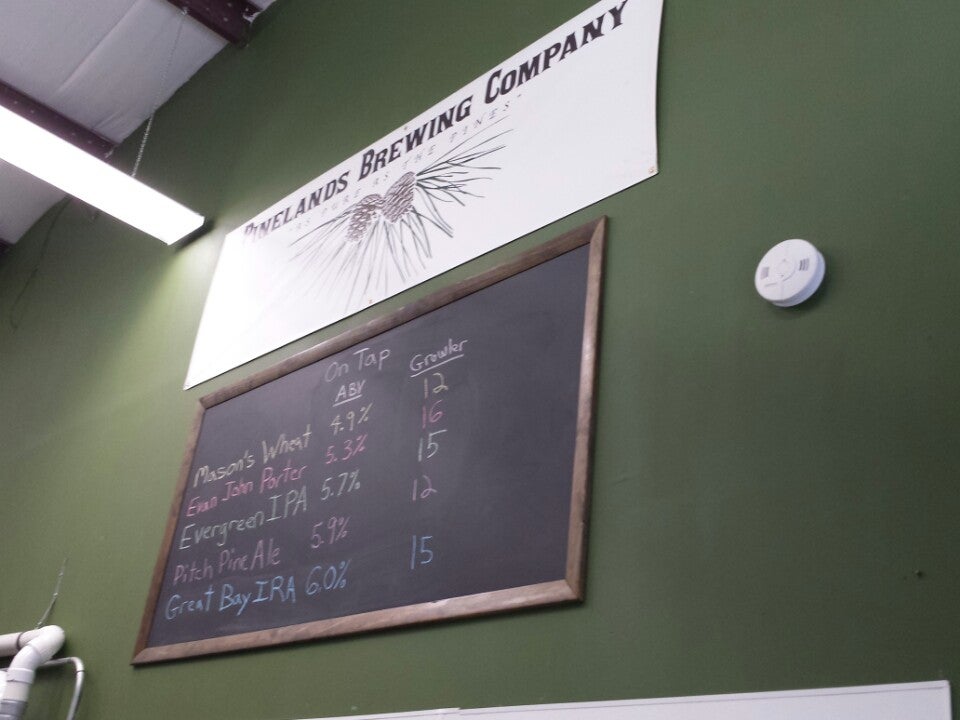 PINELANDS BREWING COMPANY
"AS PURE AS THE PINES"
On Tap
ABV Growler
Mason's Wheat 4.9% 12
Evan John Porter 5.3% 16
Evergreen IPA 5.7% 15
Pitch Pine Ale 5.9% 12
Great Bay IRA 6.0% 15